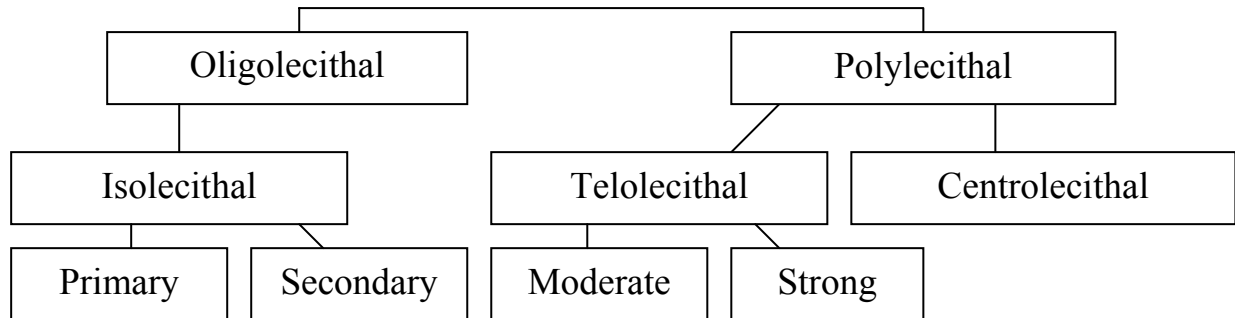 Oligolecithal
Polylecithal
Isolecithal
Telolecithal
Centrolecithal
Primary
Secondary
Moderate
Strong